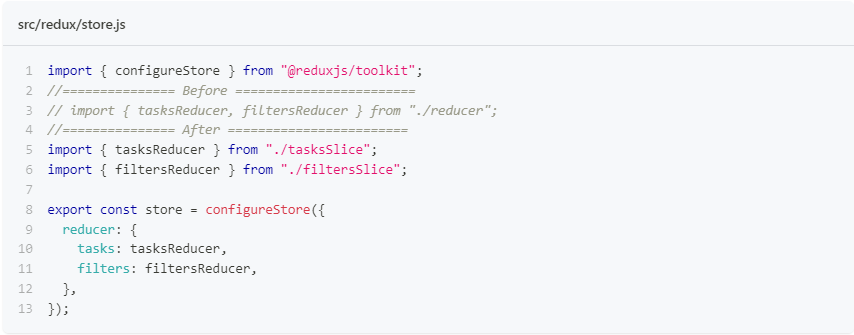 src/redux/store.js
1 import { configureStore } from "@reduxjs/toolkit";
2 //=============== Before ========================
3 // import { tasksReducer, filtersReducer } from "./reducer";
4 //=============== After ========================
5 import { tasksReducer } from "./tasksSlice";
6 import { filtersReducer } from "./filtersSlice";
7
8 export const store = configureStore({
9   reducer: {
10     tasks: tasksReducer,
11     filters: filtersReducer,
12   },
13 });